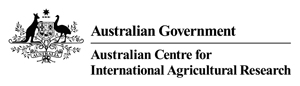 Australian Government
Australian Centre for
International Agricultural Research